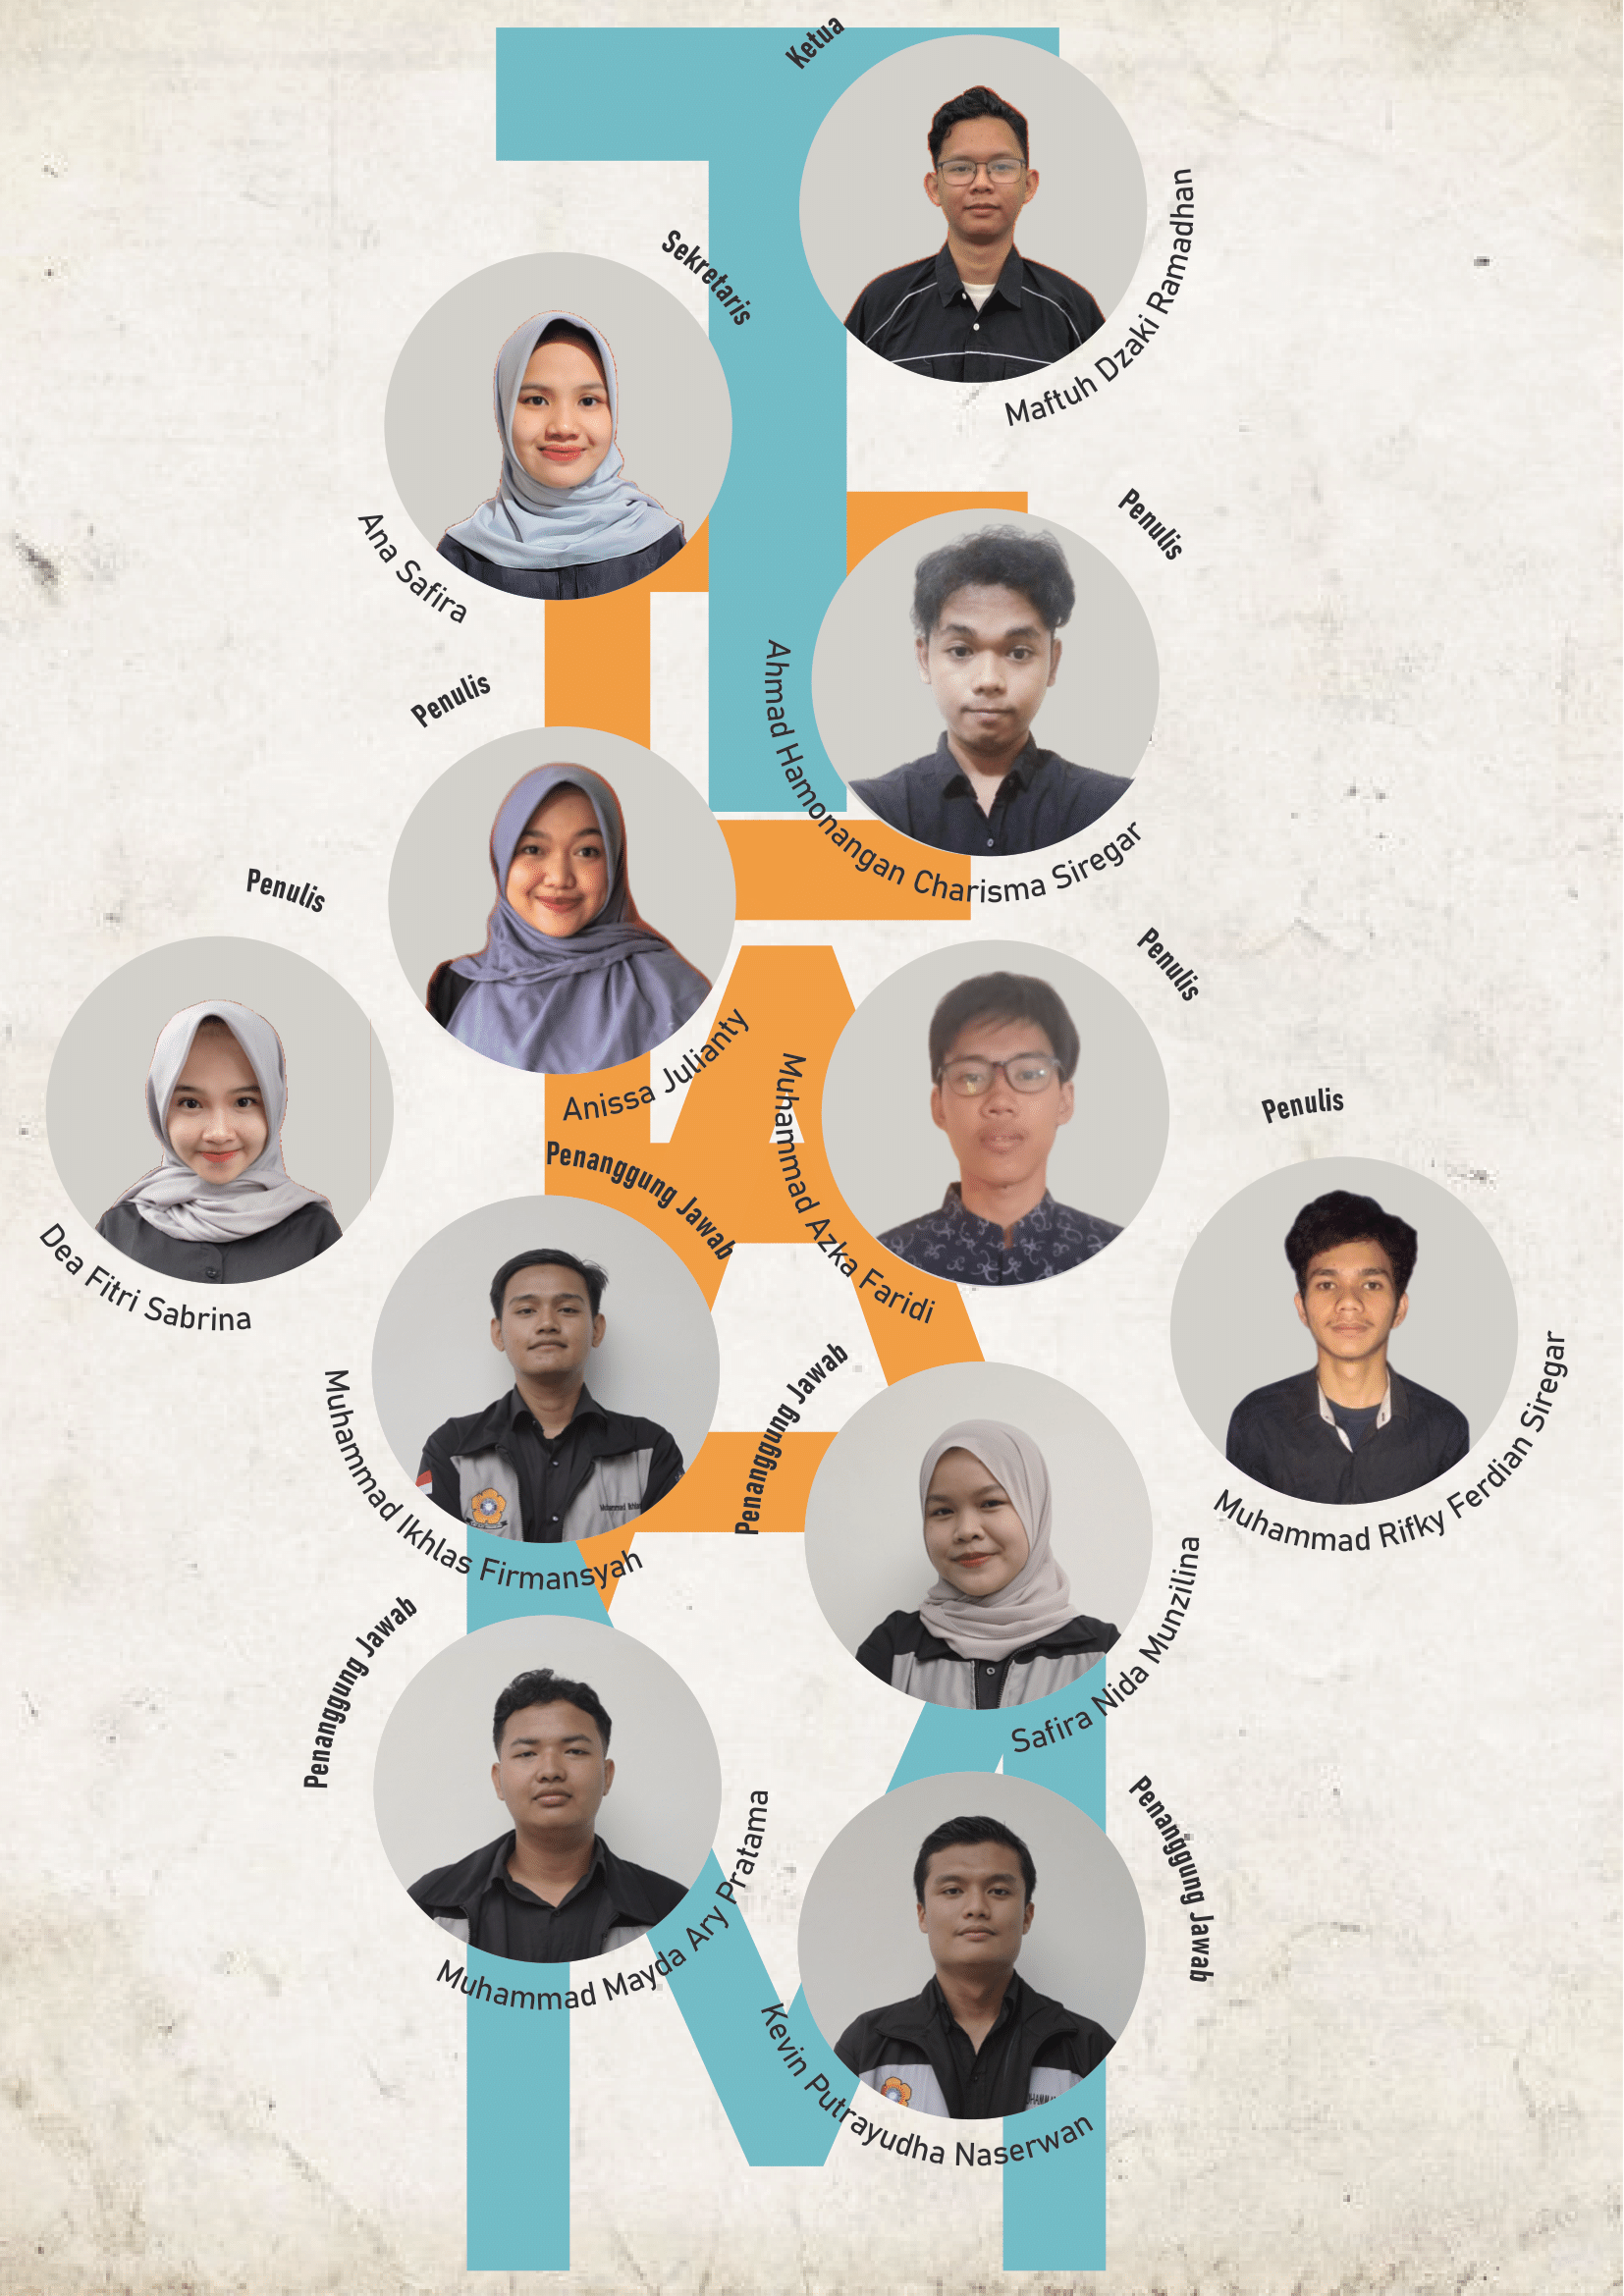 TEAM
Ketua
Maftuh Dzaki Ramadhan
Sekretaris
Ana Safira
Penulis
Ahmad Hamonangan Charisma Siregar
Penulis
Anissa Julianty
Penulis
Dea Fitri Sabrina
Penulis
Muhammad Azka Faridi
Penulis
Muhammad Rifky Ferdian Siregar
Penanggung Jawab
Muhammad Ikhlas Firmansyah
Penanggung Jawab
Safira Nida Munzilina
Penanggung Jawab
Muhammad Mayda Ary Pratama
Penanggung Jawab
Kevin Putrayudha Naserwan